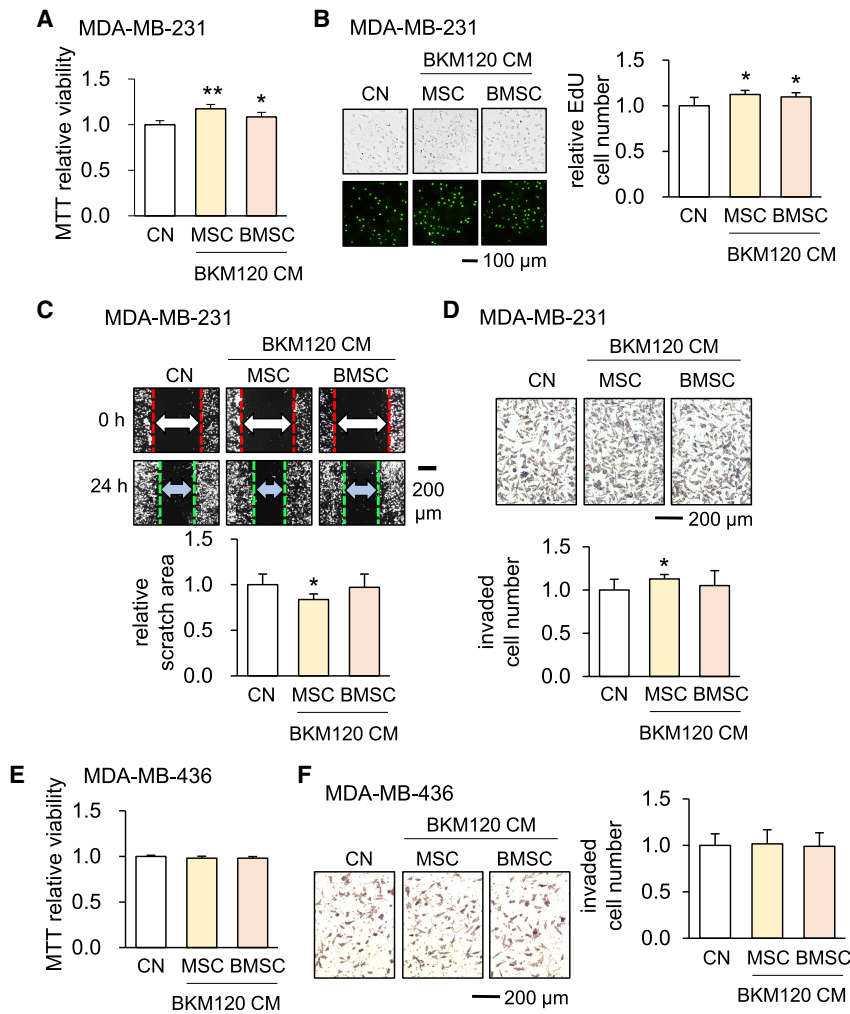 A
MDA-MB-231
MTT relative viability
1.5
1.0
0.5
0.0
**
*
CN
MSC
BMSC
BKM120 CM
B
MDA-MB-231
BKM120 CM
CN
MSC
BMSC
100 µm
relative EdU
cell number
1.5
1.0
0.5
0.0
*
*
CN
MSC
BMSC
BKM120 CM
C
MDA-MB-231
BKM120 CM
CN
MSC
BMSC
0 h
24 h
200
µm
relative
scratch area
1.5
1.0
0.5
0.0
*
CN
MSC
BMSC
BKM120 CM
D
MDA-MB-231
BKM120 CM
CN
MSC
BMSC
200 µm
invaded
cell number
1.5
1.0
0.5
0.0
*
CN
MSC
BMSC
BKM120 CM
E
MDA-MB-436
MTT relative viability
1.5
1.0
0.5
0.0
CN
MSC
BMSC
BKM120 CM
F
MDA-MB-436
BKM120 CM
CN
MSC
BMSC
200 µm
invaded
cell number
1.5
1.0
0.5
0.0
CN
MSC
BMSC
BKM120 CM